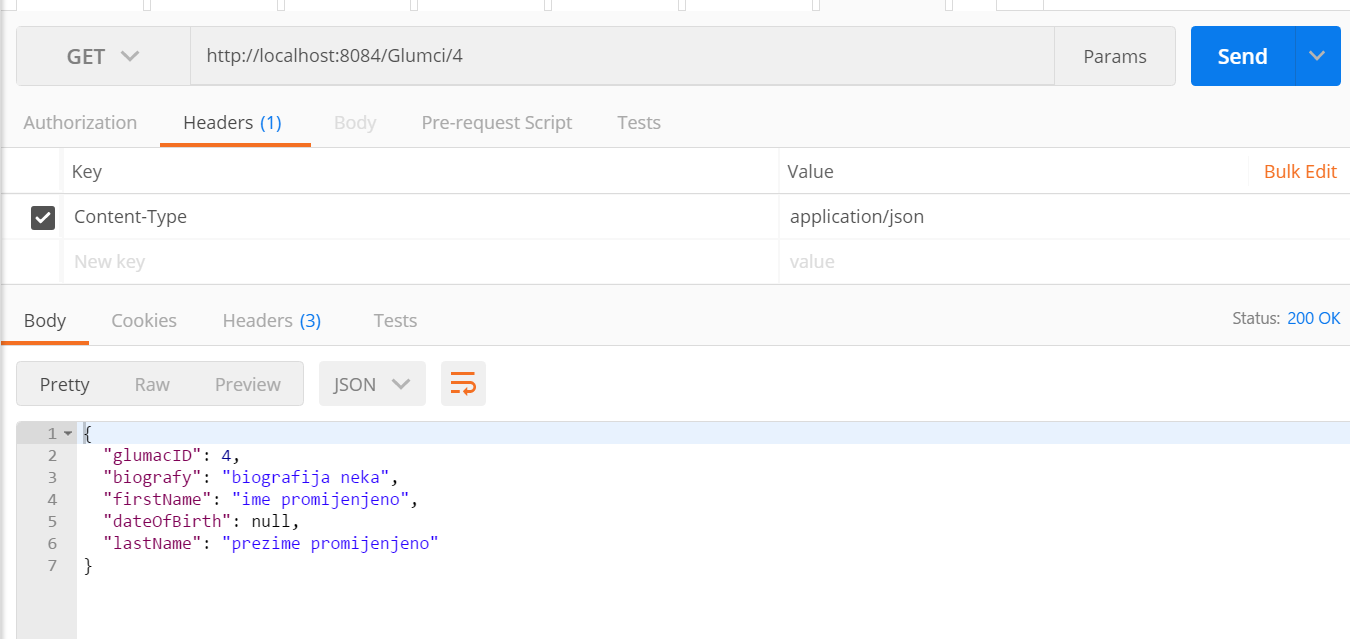 GET http://localhost:8084/Glumci/4 Params Send
Authorization Headers (1) Body Pre-request Script Tests
Key Value Bulk Edit
Content-Type application/json
New key value
Body Cookies Headers (3) Tests Status: 200 OK
Pretty Raw Preview JSON
1 {
2 "glumacID": 4,
3 "biografy": "biografija neka",
4 "firstName": "ime promijenjeno",
5 "dateOfBirth": null,
6 "lastName": "prezime promijenjeno"
7 }